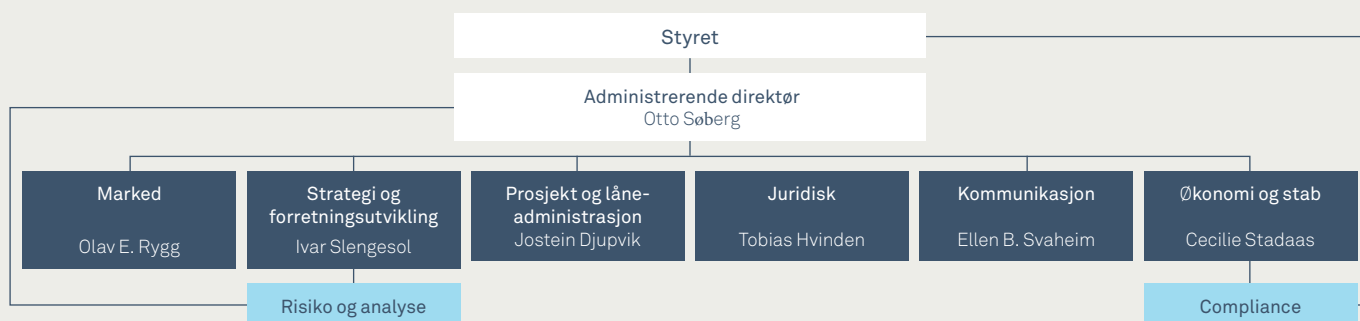 Styret
Administrerende direktør
Otto Søberg
Marked
Olav E. Rygg
Strategi og
forretningsutvikling
Ivar Slengesol
Prosjekt og låne-
administrasjon
Jostein Djupvik
Juridisk
Tobias Hvinden
Kommunikasjon
Ellen B. Svaheim
Økonomi og stab
Cecilie Stadaas
Risiko og analyse
Compliance